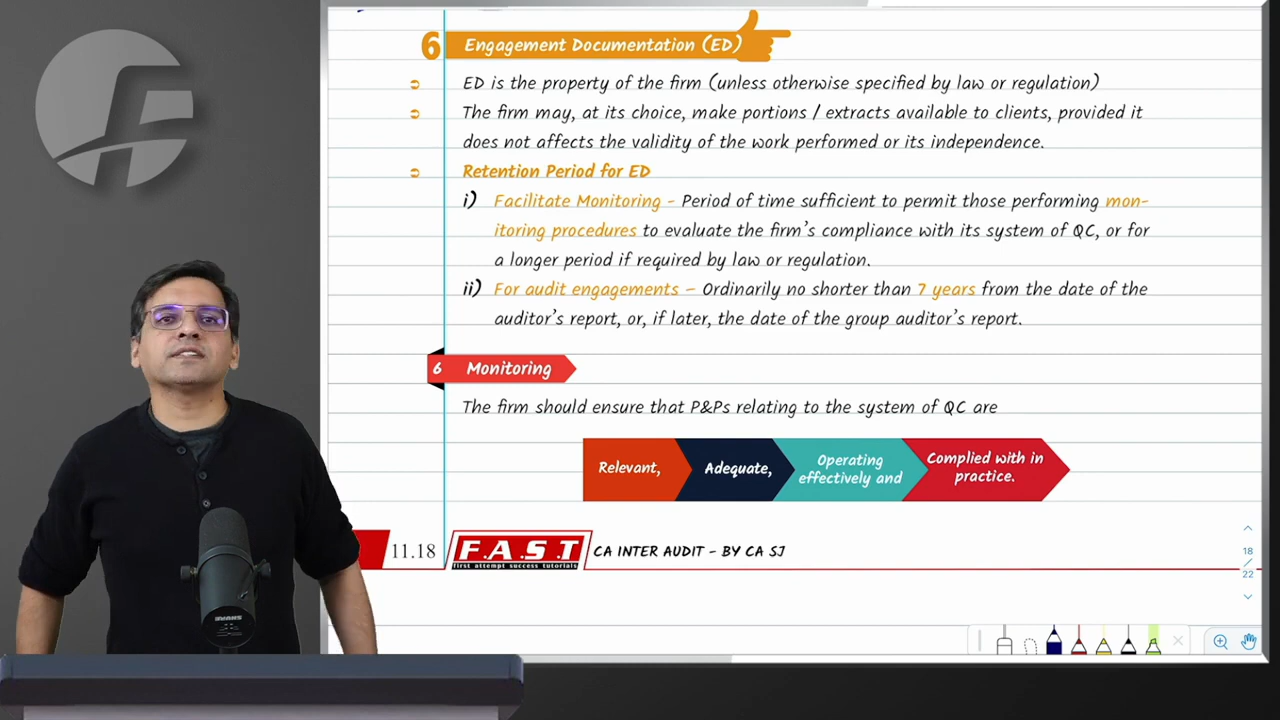 6 Engagement Documentation (ED)
ED is the property of the firm (unless otherwise specified by law or regulation)
The firm may, at its choice, make portions / extracts available to clients, provided it
does not affects the validity of the work performed or its independence.
Retention Period for ED
i) Facilitate Monitoring - Period of time sufficient to permit those performing mon-
itoring procedures to evaluate the firm's compliance with its system of QC, or for
a longer period if required by law or regulation.
ii) For audit engagements – Ordinarily no shorter than 7 years from the date of the
auditor's report, or, if later, the date of the group auditor's report.
6 Monitoring
The firm should ensure that P&Ps relating to the system of QC are
Relevant,
Adequate,
Operating
effectively and
Complied with in
practice.
11.18
F.A.S.T
first attempt success tutorials
CA INTER AUDIT - BY CA SJ
18
/
22
SHURE